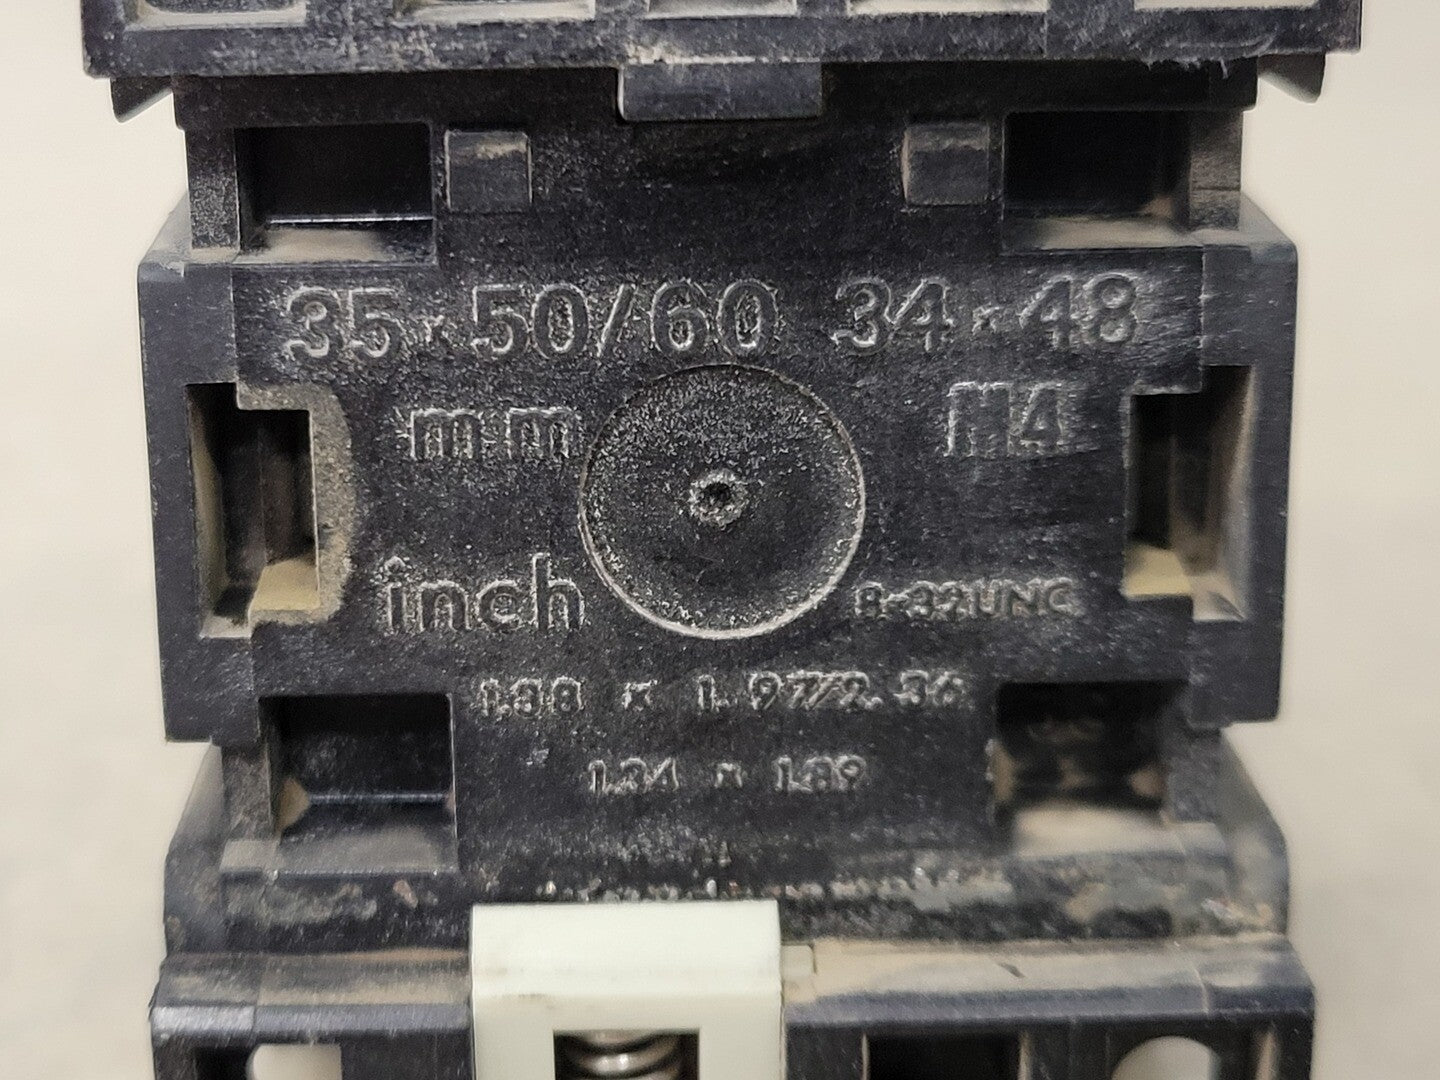 35 × 50/60 34 × 48
mm M4
inch 8-32UNC
1.38 × 1.97/2.36
1.34 × 1.89